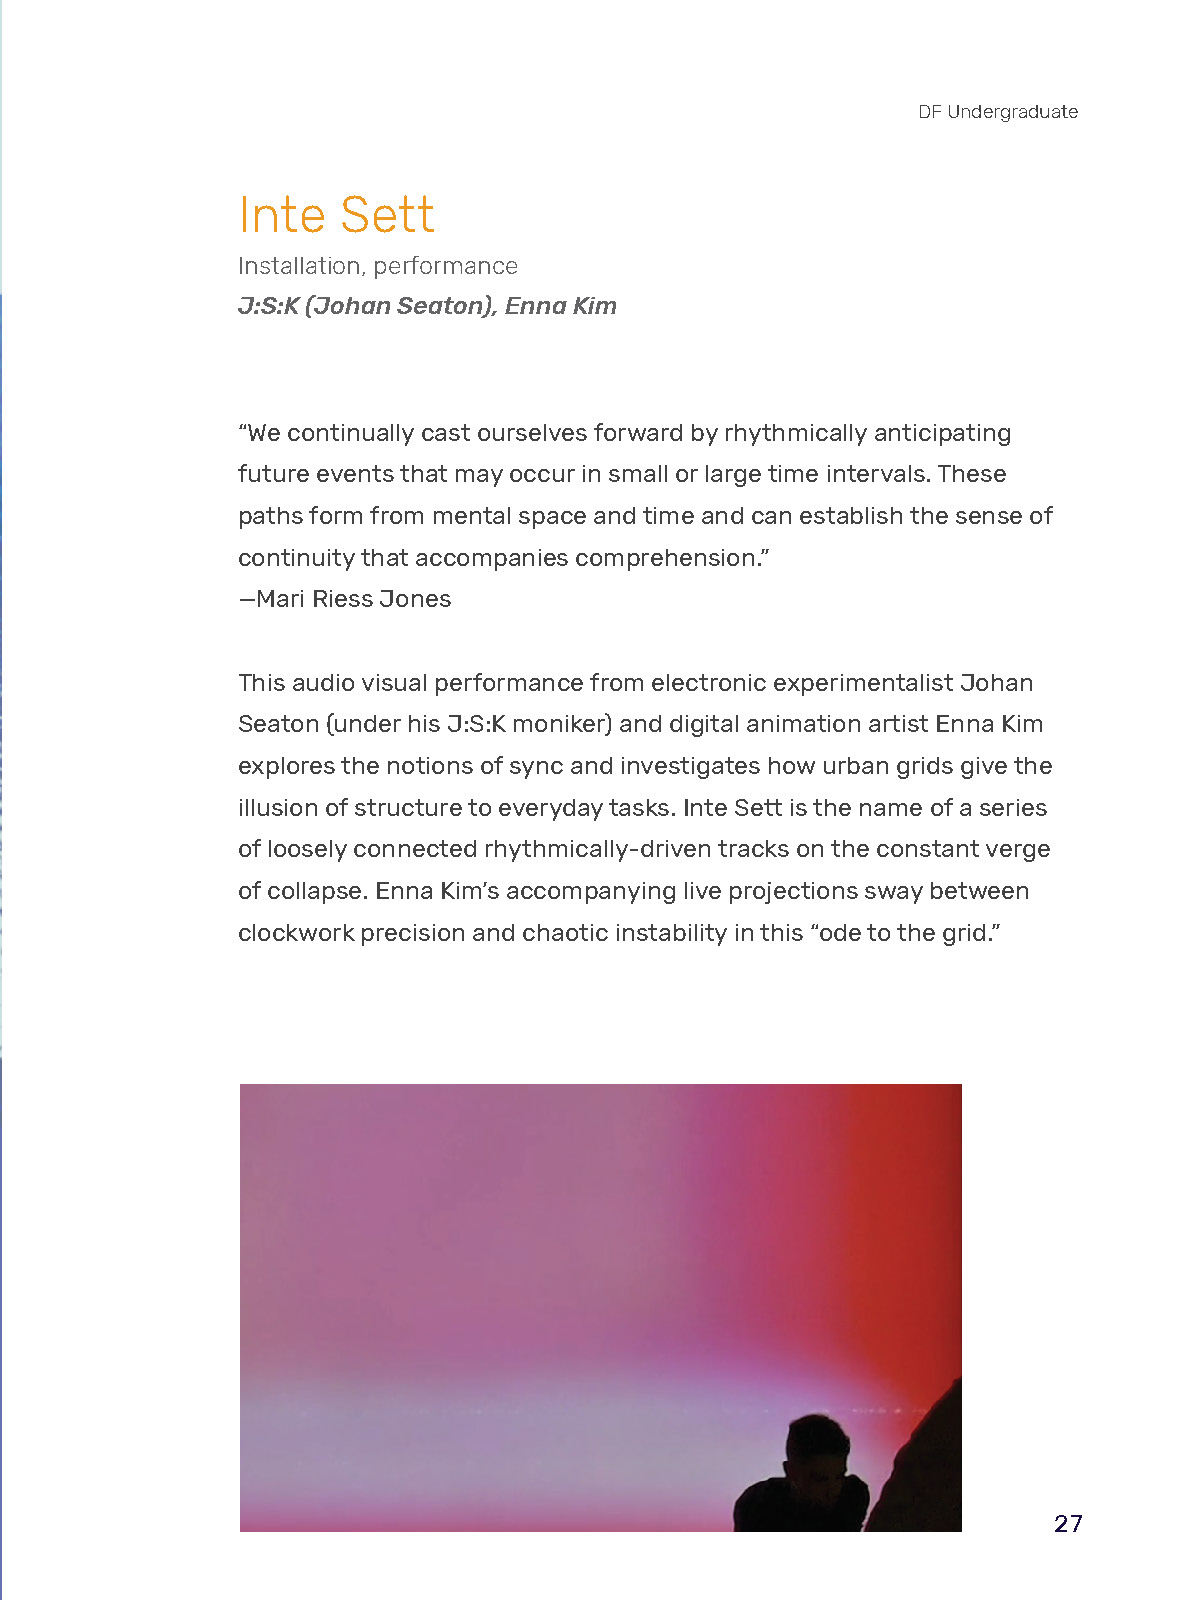 DF Undergraduate
Inte Sett
Installation, performance
J:S:K (Johan Seaton), Enna Kim
“We continually cast ourselves forward by rhythmically anticipating
future events that may occur in small or large time intervals. These
paths form from mental space and time and can establish the sense of
continuity that accompanies comprehension.”
—Mari Riess Jones
This audio visual performance from electronic experimentalist Johan
Seaton (under his J:S:K moniker) and digital animation artist Enna Kim
explores the notions of sync and investigates how urban grids give the
illusion of structure to everyday tasks. Inte Sett is the name of a series
of loosely connected rhythmically-driven tracks on the constant verge
of collapse. Enna Kim’s accompanying live projections sway between
clockwork precision and chaotic instability in this “ode to the grid.”
27